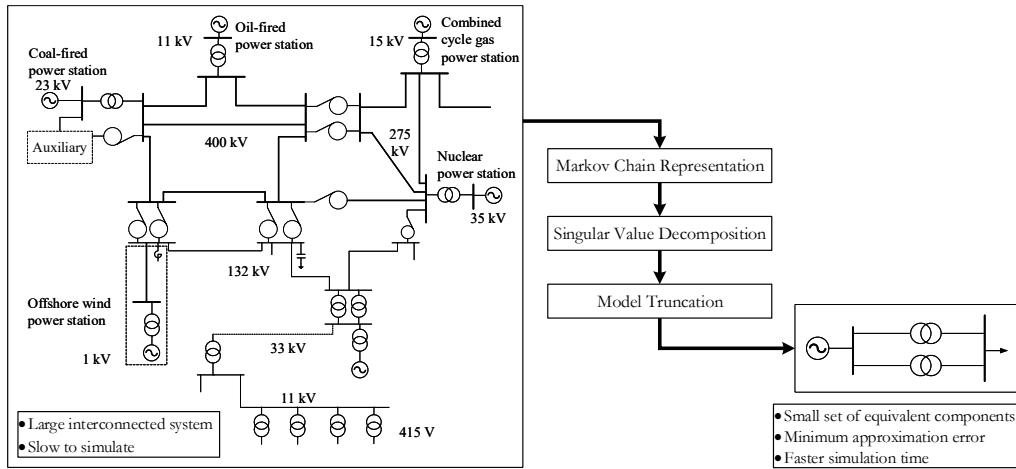 Oil-fired
11 kV power station
Combined
15 kV cycle gas
power station
Coal-fired
power station
23 kV
Auxiliary
400 kV
275
kV
Nuclear
power station
35 kV
132 kV
Offshore wind
power station
1 kV
33 kV
11 kV
415 V
● Large interconnected system
● Slow to simulate
Markov Chain Representation
Singular Value Decomposition
Model Truncation
● Small set of equivalent components
● Minimum approximation error
● Faster simulation time